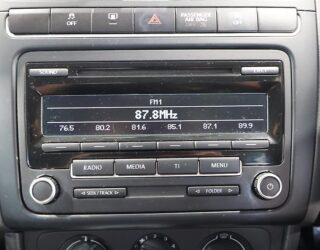 OFF
PASSENGER
AIR BAG
SOUND
EJECT
FM1
87.8MHz
76.5 80.2 81.6 85.1 87.1 89.9
RADIO MEDIA TI MENU
◁ SEEK / TRACK ▷ ◁ FOLDER ▷